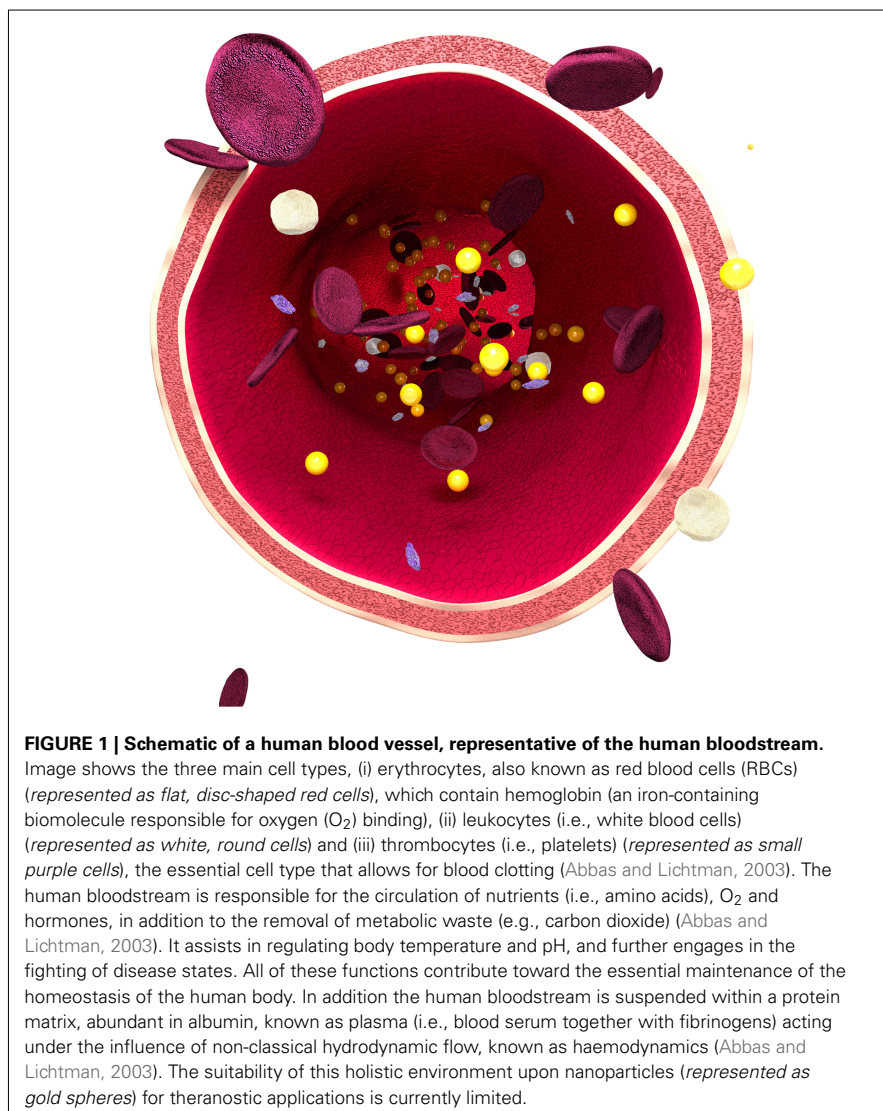 FIGURE 1 | Schematic of a human blood vessel, representative of the human bloodstream.
Image shows the three main cell types, (i) erythrocytes, also known as red blood cells (RBCs)
(represented as flat, disc-shaped red cells), which contain hemoglobin (an iron-containing
biomolecule responsible for oxygen (O₂) binding), (ii) leukocytes (i.e., white blood cells)
(represented as white, round cells) and (iii) thrombocytes (i.e., platelets) (represented as small
purple cells), the essential cell type that allows for blood clotting (Abbas and Lichtman, 2003). The
human bloodstream is responsible for the circulation of nutrients (i.e., amino acids), O₂ and
hormones, in addition to the removal of metabolic waste (e.g., carbon dioxide) (Abbas and
Lichtman, 2003). It assists in regulating body temperature and pH, and further engages in the
fighting of disease states. All of these functions contribute toward the essential maintenance of the
homeostasis of the human body. In addition the human bloodstream is suspended within a protein
matrix, abundant in albumin, known as plasma (i.e., blood serum together with fibrinogens) acting
under the influence of non-classical hydrodynamic flow, known as haemodynamics (Abbas and
Lichtman, 2003). The suitability of this holistic environment upon nanoparticles (represented as
gold spheres) for theranostic applications is currently limited.